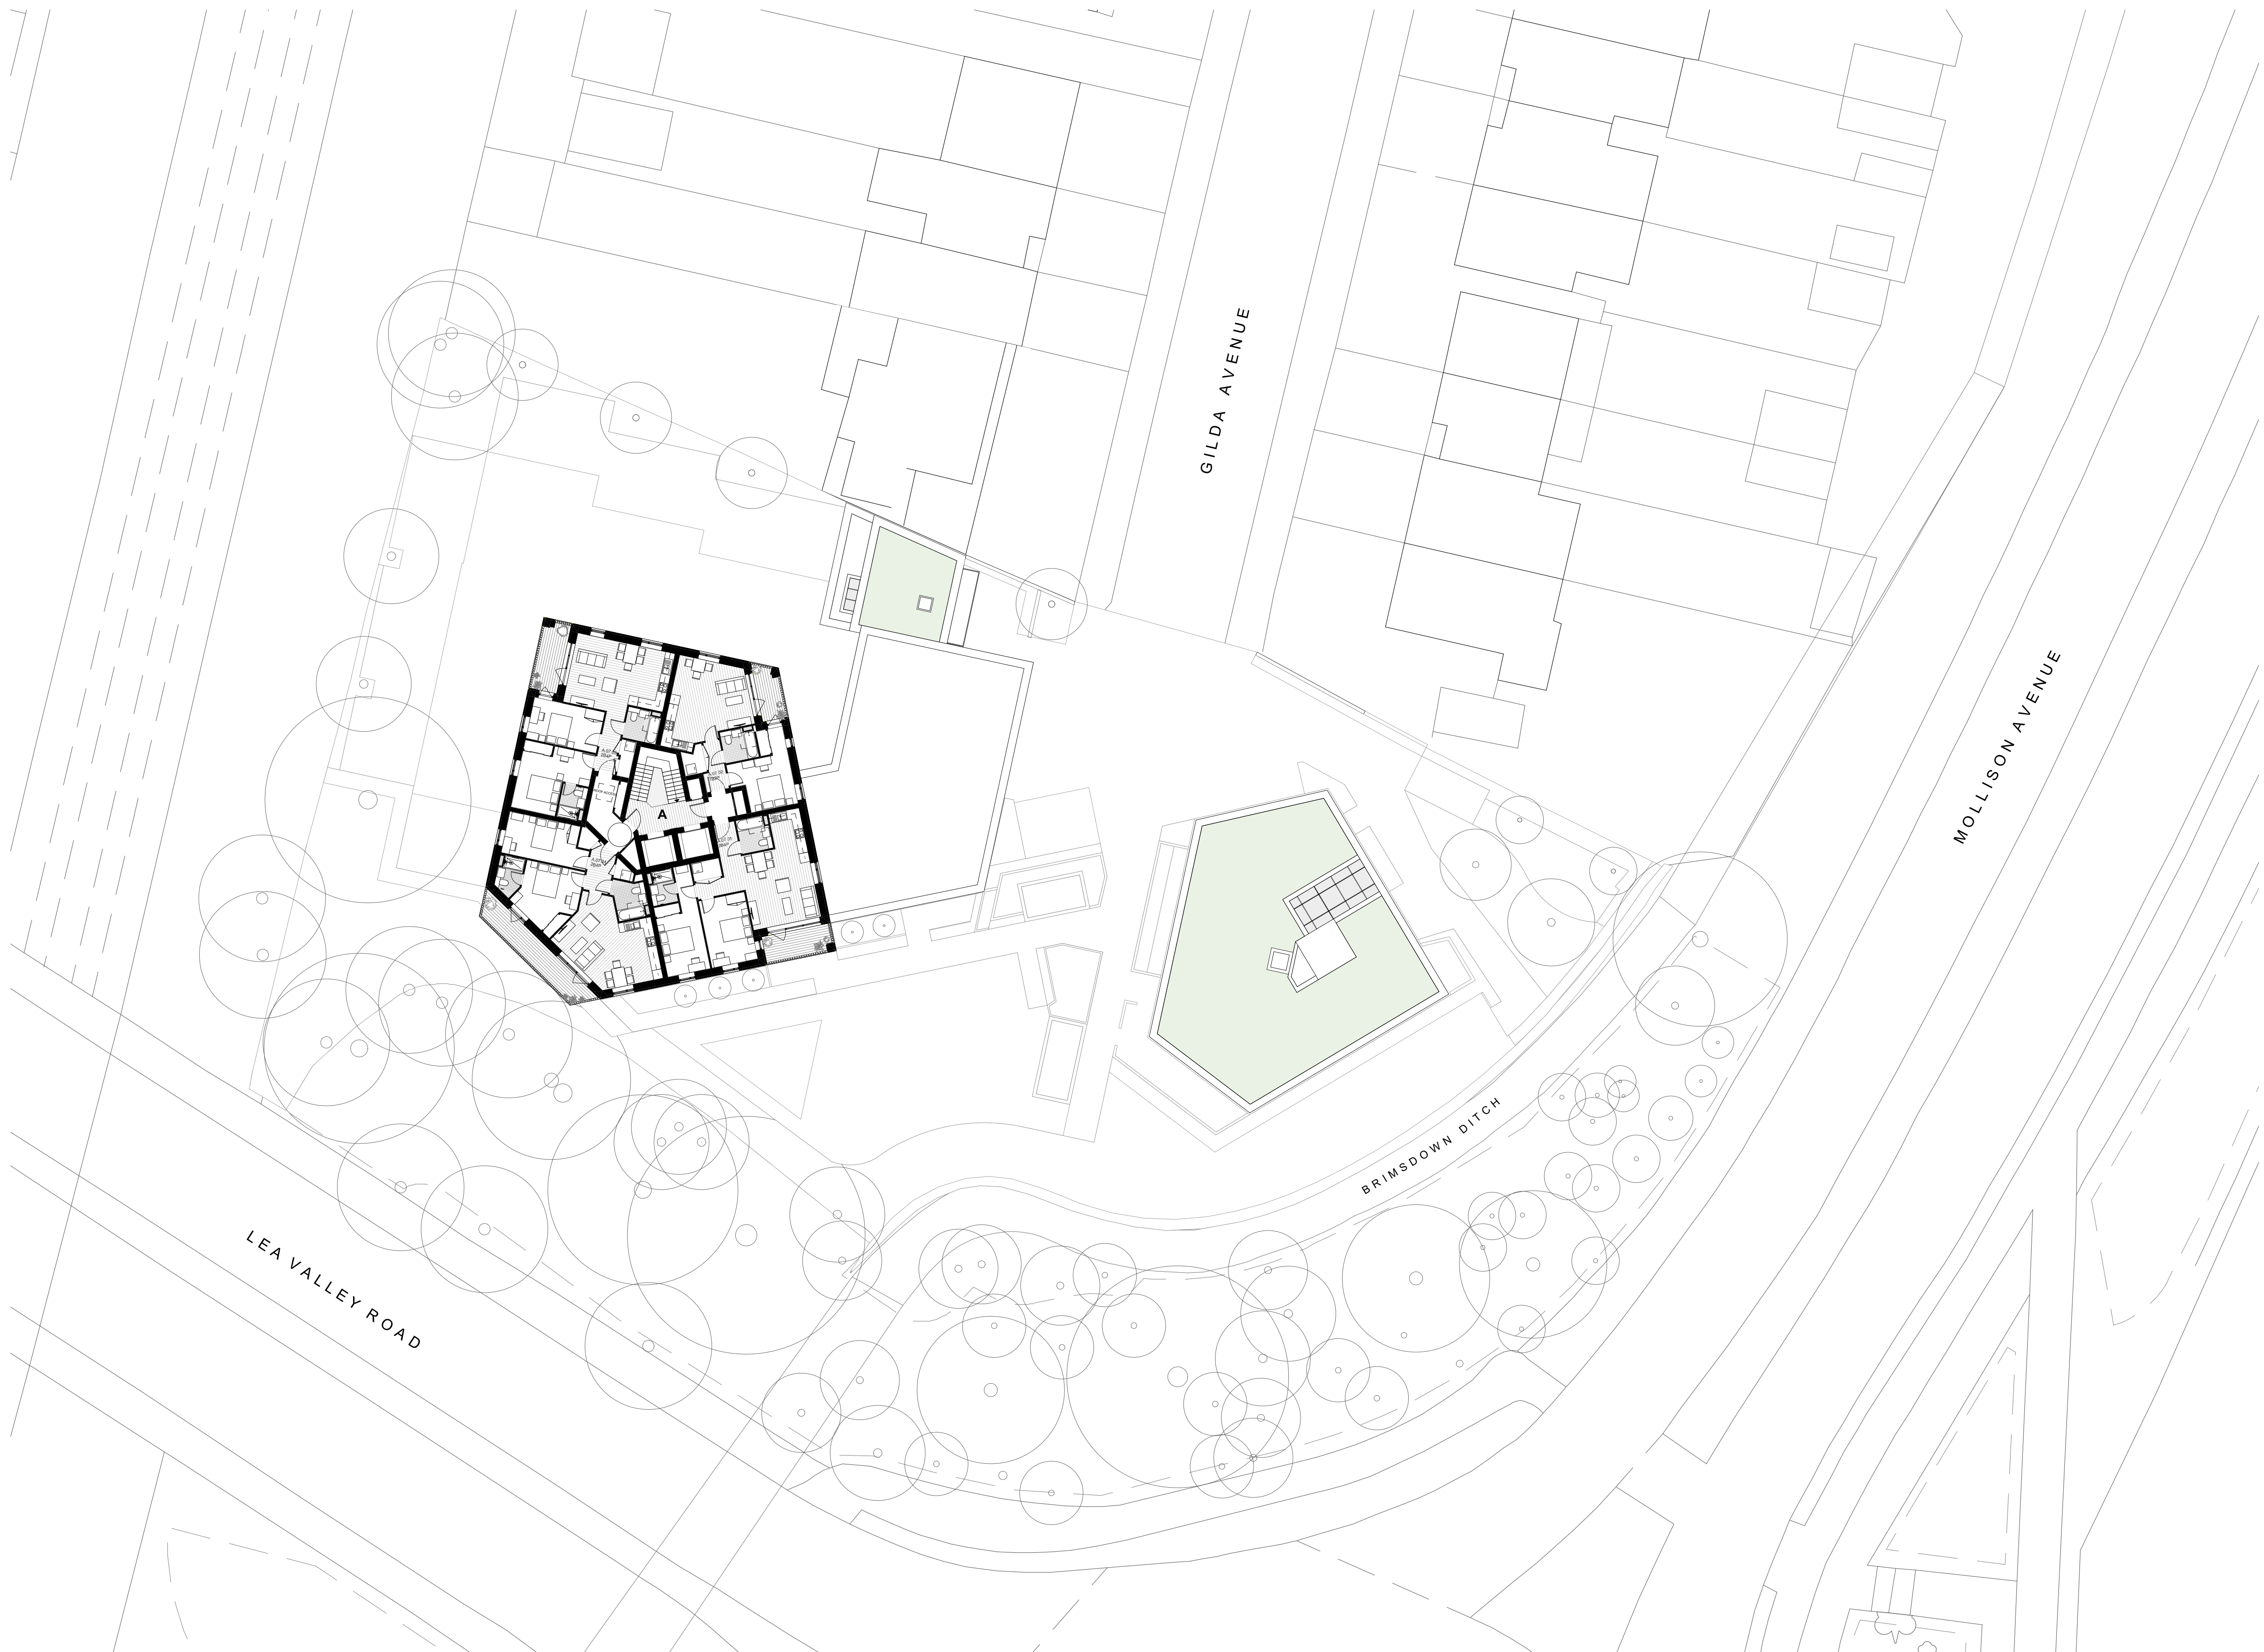 GILDA AVENUE
MOLLISON AVENUE
A
BRIMSDOWN DITCH
LEA VALLEY ROAD